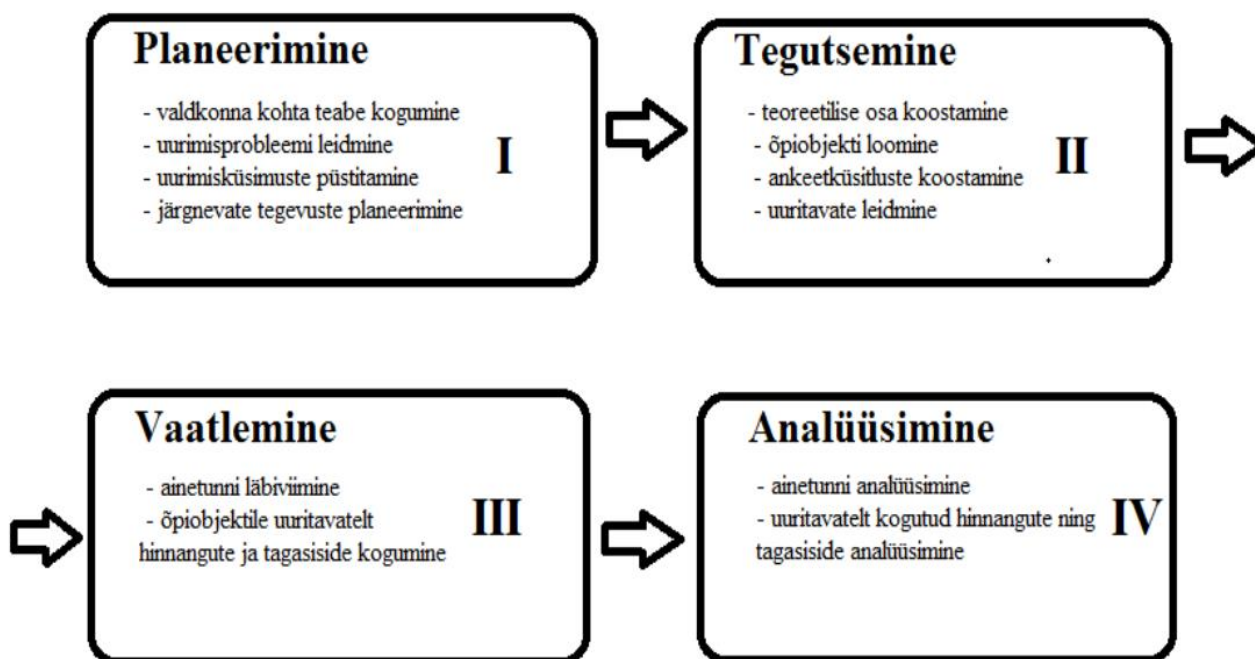 Planeerimine
- valdkonna kohta teabe kogumine
- uurimisprobleemi leidmine
- uurimisküsimuste püstitamine
- järgnevate tegevuste planeerimine
I
Tegutsemine
- teoreetilise osa koostamine
- õpiobjekti loomine
- ankeetküsitluste koostamine
- uuritavate leidmine
II
Vaatlemine
- ainetunni läbiviimine
- õpiobjektile uuritavatelt
hinnangute ja tagasiside kogumine
III
Analüüsimine
- ainetunni analüüsimine
- uuritavatelt kogutud hinnangute ning
tagasiside analüüsimine
IV